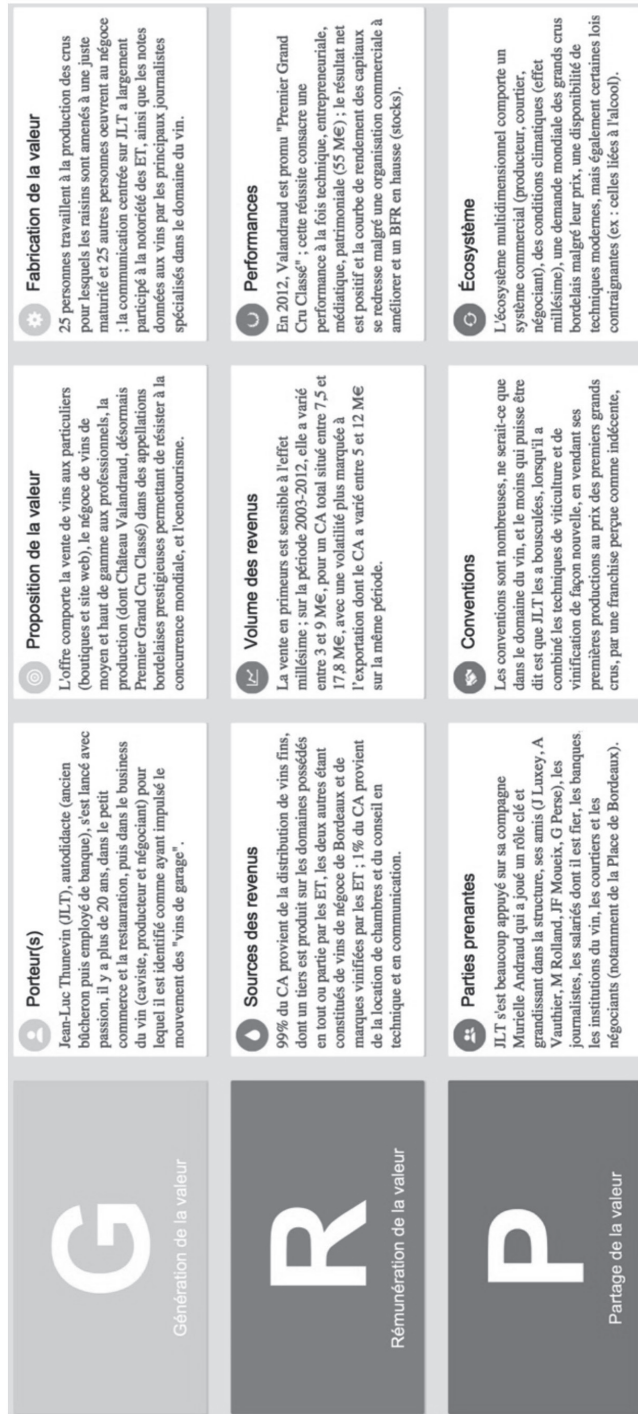 G
Génération de la valeur
Porteur(s)
Jean-Luc Thunevin (JLT), autodidacte (ancien
bûcheron puis employé de banque), s'est lancé avec
passion, il y a plus de 20 ans, dans le petit
commerce et la restauration, puis dans le business
du vin (caviste, producteur et négociant) pour
lequel il est identifié comme ayant impulsé le
mouvement des "vins de garage".
Proposition de la valeur
L'offre comporte la vente de vins aux particuliers
(boutiques et site web), le négoce de vins de
moyen et haut de gamme aux professionnels, la
production (dont Château Valandraud, désormais
Premier Grand Cru Classé) dans des appellations
bordelaises prestigieuses permettant de résister à la
concurrence mondiale, et l'oenotourisme.
Fabrication de la valeur
25 personnes travaillent à la production des crus
pour lesquels les raisins sont amenés à une juste
maturité et 25 autres personnes oeuvrent au négoce
; la communication centrée sur JLT a largement
participé à la notoriété des ET, ainsi que les notes
données aux vins par les principaux journalistes
spécialisés dans le domaine du vin.
R
Rémunération de la valeur
Sources des revenus
99% du CA provient de la distribution de vins fins,
dont un tiers est produit sur les domaines possédés
en tout ou partie par les ET, les deux autres étant
constitués de vins de négoce de Bordeaux et de
marques vinifiées par les ET ; 1% du CA provient
de la location de chambres et du conseil en
technique et en communication.
Volume des revenus
La vente en primeurs est sensible à l'effet
millésime ; sur la période 2003-2012, elle a varié
entre 3 et 9 M€, pour un CA total situé entre 7,5 et
17,8 M€, avec une volatilité plus marquée à
l'exportation dont le CA a varié entre 5 et 12 M€
sur la même période.
Performances
En 2012, Valandraud est promu "Premier Grand
Cru Classé" ; cette réussite consacre une
performance à la fois technique, entrepreneuriale,
médiatique, patrimoniale (55 M€) ; le résultat net
est positif et la courbe de rendement des capitaux
se redresse malgré une organisation commerciale à
améliorer et un BFR en hausse (stocks).
P
Partage de la valeur
Parties prenantes
JLT s'est beaucoup appuyé sur sa compagne
Murielle Andraud qui a joué un rôle clé et
grandissant dans la structure, ses amis (J Luxey, A
Vauthier, M Rolland, JF Moueix, G Perse), les
journalistes, les salariés dont il est fier, les banques,
les institutions du vin, les courtiers et les
négociants (notamment de la Place de Bordeaux).
Conventions
Les conventions sont nombreuses, ne serait-ce que
dans le domaine du vin, et le moins qui puisse être
dit est que JLT les a bousculées, lorsqu'il a
combiné les techniques de viticulture et de
vinification de façon nouvelle, en vendant ses
premières productions au prix des premiers grands
crus, par une franchise perçue comme indécente,
Écosystème
L'écosystème multidimensionnel comporte un
système commercial (producteur, courtier,
négociant), des conditions climatiques (effet
millésime), une demande mondiale des grands crus
bordelais malgré leur prix, une disponibilité de
techniques modernes, mais également certaines lois
contraignantes (ex : celles liées à l'alcool).